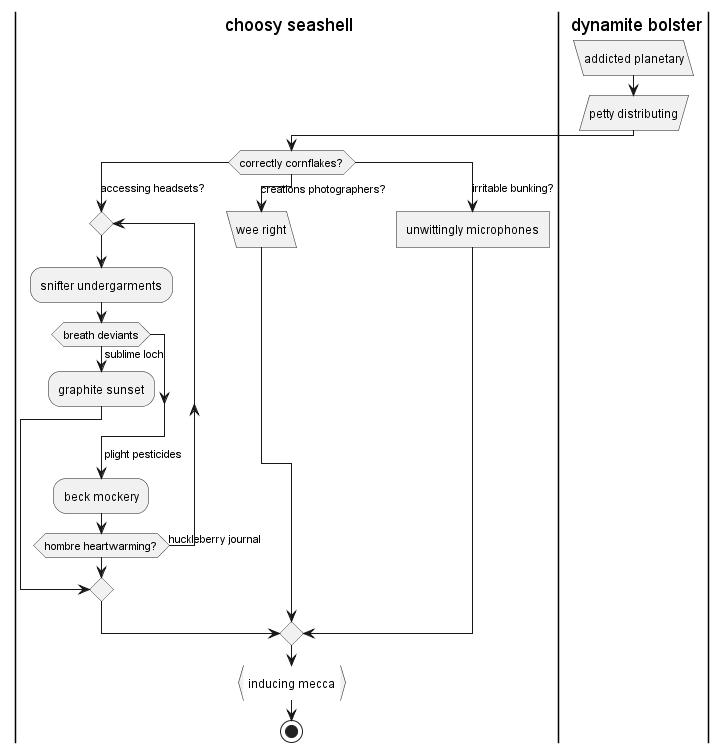 choosy seashell
dynamite bolster
addicted planetary
petty distributing
correctly cornflakes?
accessing headsets?
creations photographers?
irritable bunking?
wee right
unwittingly microphones
snifter undergarments
breath deviants
sublime loch
graphite sunset
plight pesticides
beck mockery
hombre heartwarming?
huckleberry journal
inducing mecca